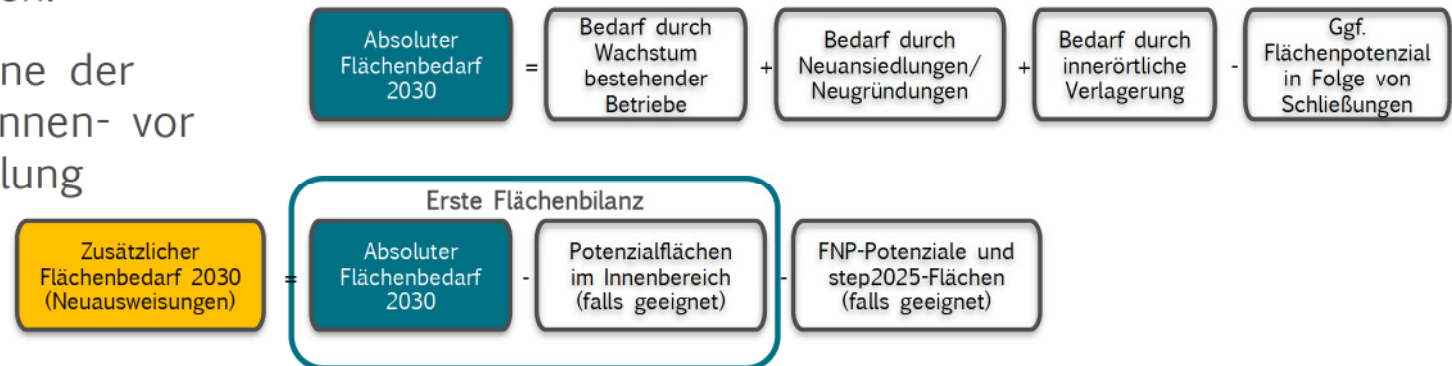 ne der
nnen- vor
lung
Absoluter
Flächenbedarf
2030
=
Bedarf durch
Wachstum
bestehender
Betriebe
+
Bedarf durch
Neuansiedlungen/
Neugründungen
+
Bedarf durch
innerörtliche
Verlagerung
-
Ggf.
Flächenpotenzial
in Folge von
Schließungen
Erste Flächenbilanz
Zusätzlicher
Flächenbedarf 2030
(Neuausweisungen)
=
Absoluter
Flächenbedarf
2030
-
Potenzialflächen
im Innenbereich
(falls geeignet)
-
FNP-Potenziale und
step2025-Flächen
(falls geeignet)